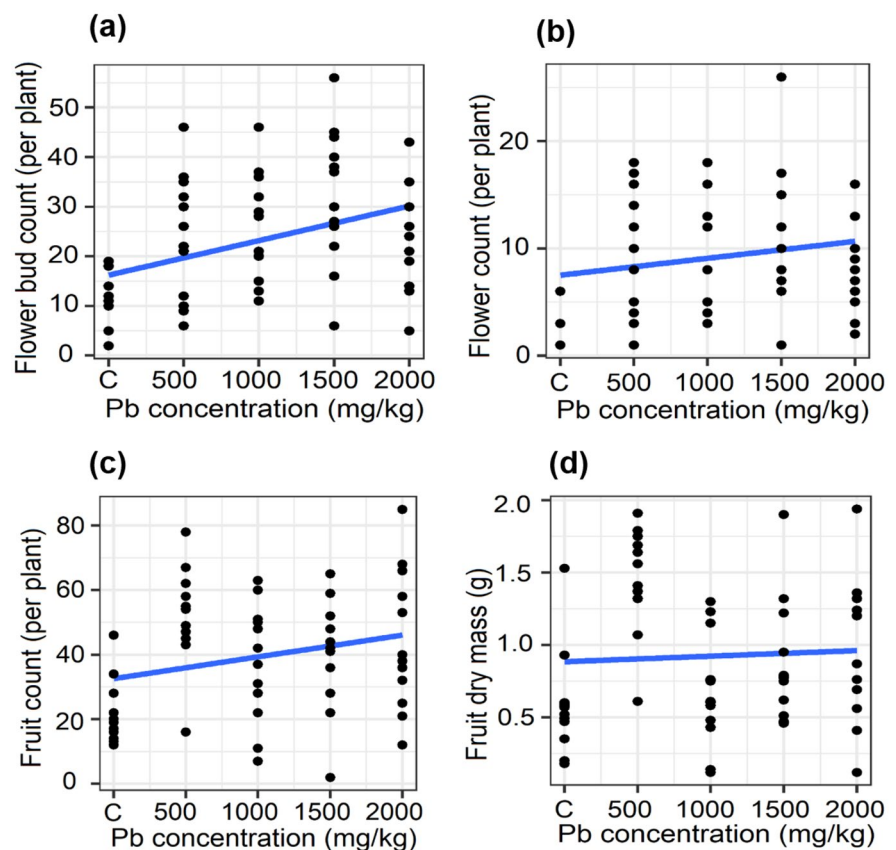 (a)
Flower bud count (per plant)
50
40
30
20
10
0
C 500 1000 1500 2000
Pb concentration (mg/kg)
(b)
Flower count (per plant)
20
10
0
C 500 1000 1500 2000
Pb concentration (mg/kg)
(c)
Fruit count (per plant)
80
60
40
20
0
C 500 1000 1500 2000
Pb concentration (mg/kg)
(d)
Fruit dry mass (g)
2.0
1.5
1.0
0.5
C 500 1000 1500 2000
Pb concentration (mg/kg)